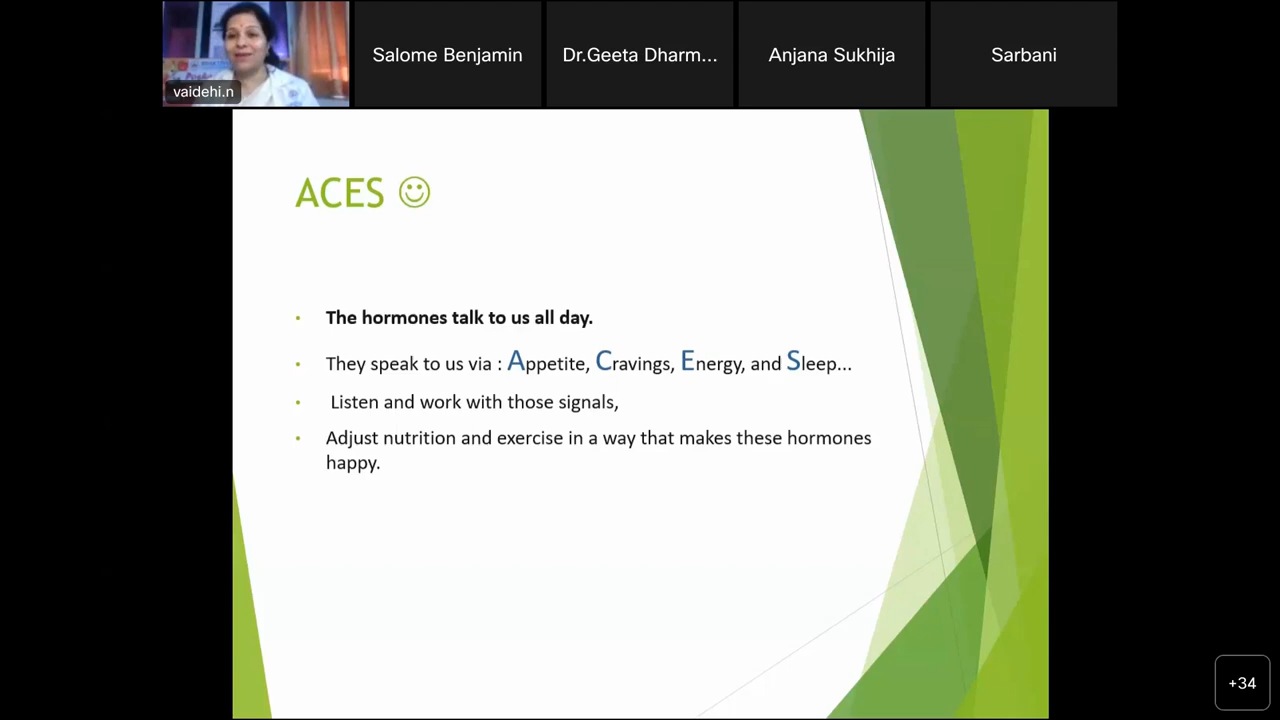 vaidehi.n
Salome Benjamin
Dr.Geeta Dharm...
Anjana Sukhija
Sarbani
ACES ☺
• The hormones talk to us all day.
• They speak to us via : Appetite, Cravings, Energy, and Sleep...
• Listen and work with those signals,
• Adjust nutrition and exercise in a way that makes these hormones
happy.
+34